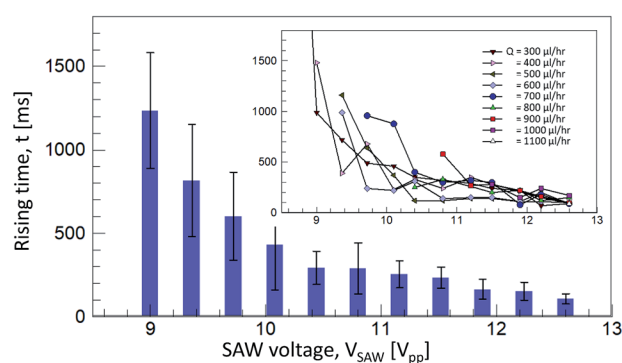 Rising time, t [ms]
1500
1000
500
0
9
10
11
12
13
SAW voltage, V_SAW [V_pp]
1500
1000
500
0
9
10
11
12
13
Q = 300 µl/hr
= 400 µl/hr
= 500 µl/hr
= 600 µl/hr
= 700 µl/hr
= 800 µl/hr
= 900 µl/hr
= 1000 µl/hr
= 1100 µl/hr